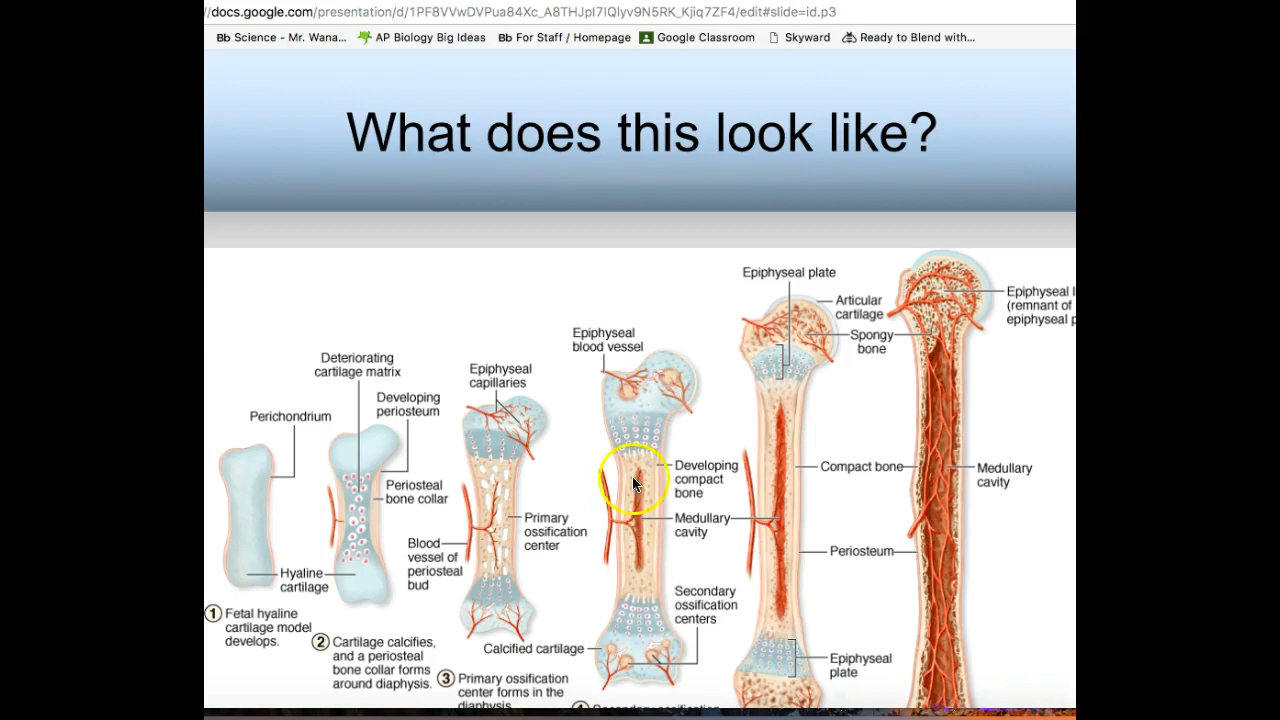 /docs.google.com/presentation/d/1PF8VVwDVPua84Xc_A8THJpI7IQlyv9N5RK_Kjiq7ZF4/edit#slide=id.p3
Bb Science - Mr. Wana... AP Biology Big Ideas Bb For Staff / Homepage Google Classroom Skyward Ready to Blend with...
What does this look like?
Epiphyseal plate
Articular
cartilage
Epiphyseal l
(remnant of
epiphyseal p
Spongy
bone
Epiphyseal
blood vessel
Deteriorating
cartilage matrix
Epiphyseal
capillaries
Developing
periosteum
Perichondrium
Periosteal
bone collar
Developing
compact
bone
Compact bone
Medullary
cavity
Primary
ossification
center
Medullary
cavity
Blood
vessel of
periosteal
bud
Periosteum
Hyaline
cartilage
Secondary
ossification
centers
Calcified cartilage
Epiphyseal
plate
1 Fetal hyaline
cartilage model
develops.
2 Cartilage calcifies,
and a periosteal
bone collar forms
around diaphysis.
3 Primary ossification
center forms in the
diaphysis.
4 Secondary ossification